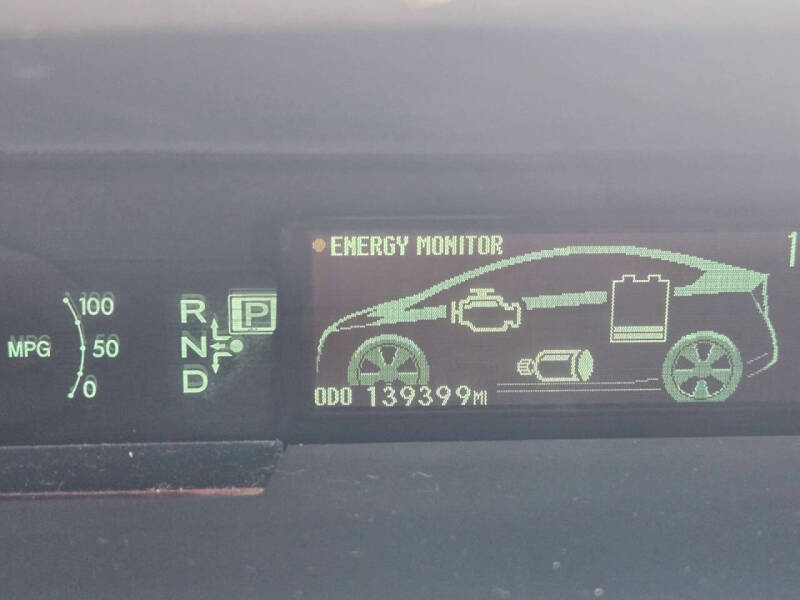 ENERGY MONITOR
1
100
R P
MPG 50 N
0 D
ODO 139399MI